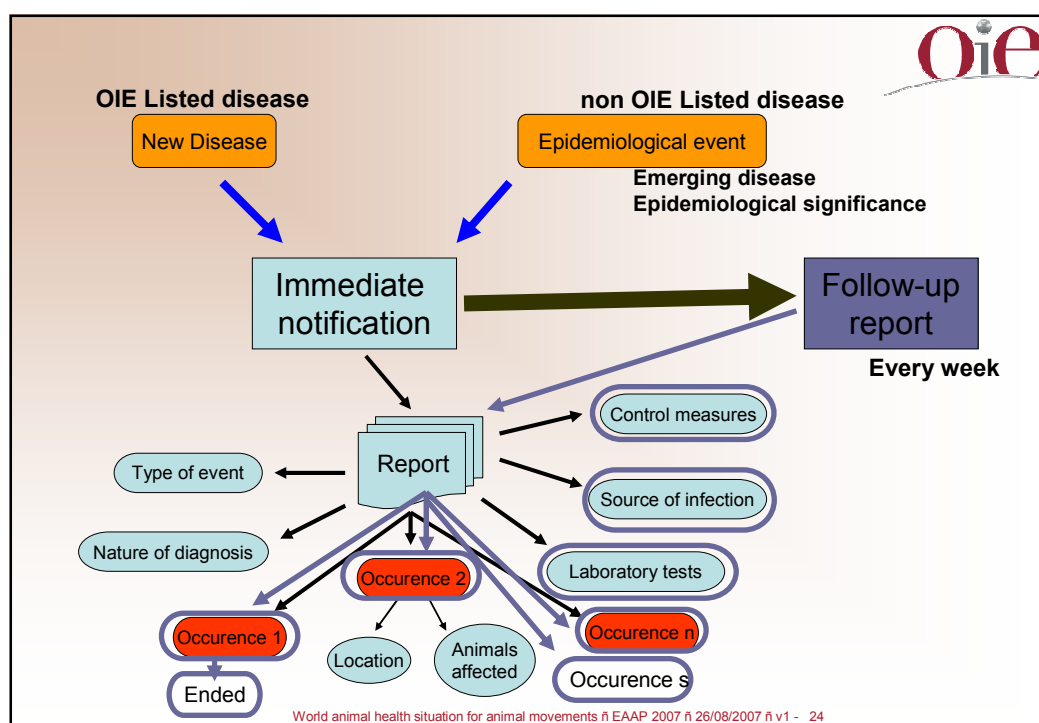 OIE
OIE Listed disease
non OIE Listed disease
New Disease
Epidemiological event
Emerging disease
Epidemiological significance
Immediate
notification
Follow-up
report
Every week
Control measures
Report
Type of event
Source of infection
Nature of diagnosis
Occurence 2
Laboratory tests
Occurence 1
Occurence n
Location
Animals
affected
Occurence s
Ended
World animal health situation for animal movements ñ EAAP 2007 ñ 26/08/2007 ñ v1 - 24